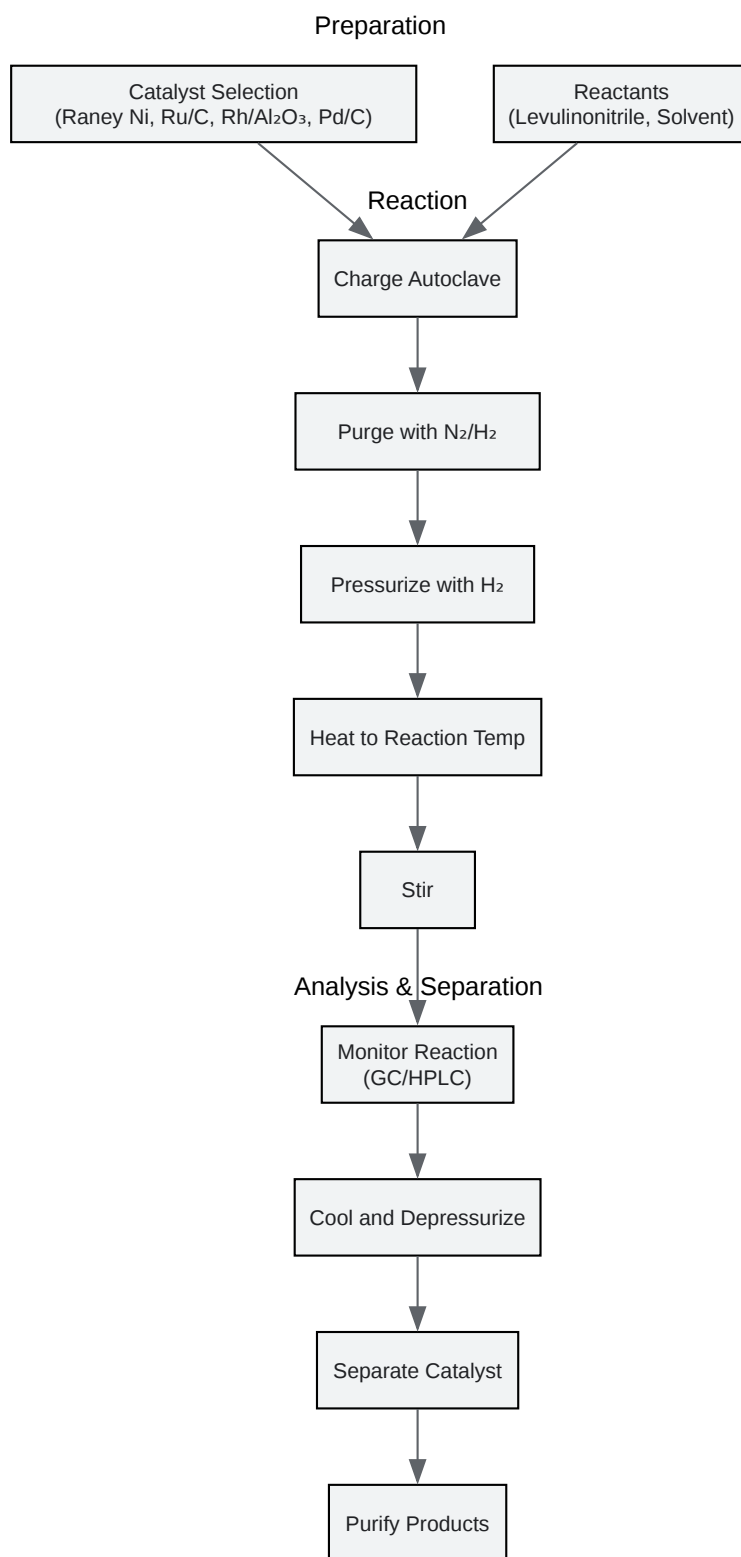 Preparation
Catalyst Selection
(Raney Ni, Ru/C, Rh/Al₂O₃, Pd/C)
Reactants
(Levulinonitrile, Solvent)
Reaction
Charge Autoclave
Purge with N₂/H₂
Pressurize with H₂
Heat to Reaction Temp
Stir
Analysis & Separation
Monitor Reaction
(GC/HPLC)
Cool and Depressurize
Separate Catalyst
Purify Products